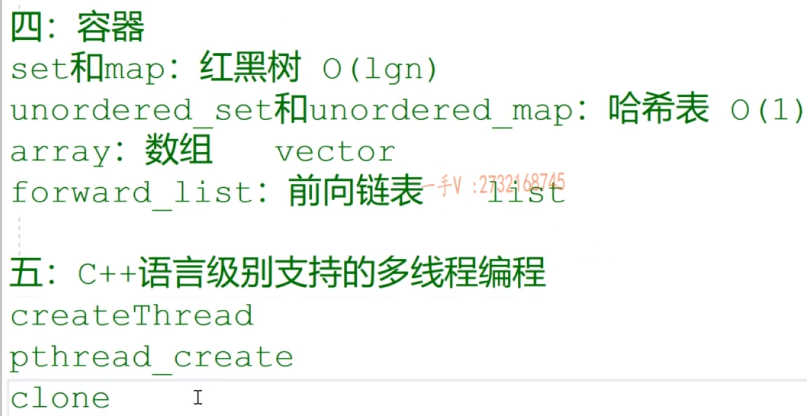 四：容器
set和map：红黑树 O(lgn)
unordered_set和unordered_map：哈希表 O(1)
array：数组 vector
forward_list：前向链表 list
一手V :2732168745
五：C++语言级别支持的多线程编程
createThread
pthread_create
clone